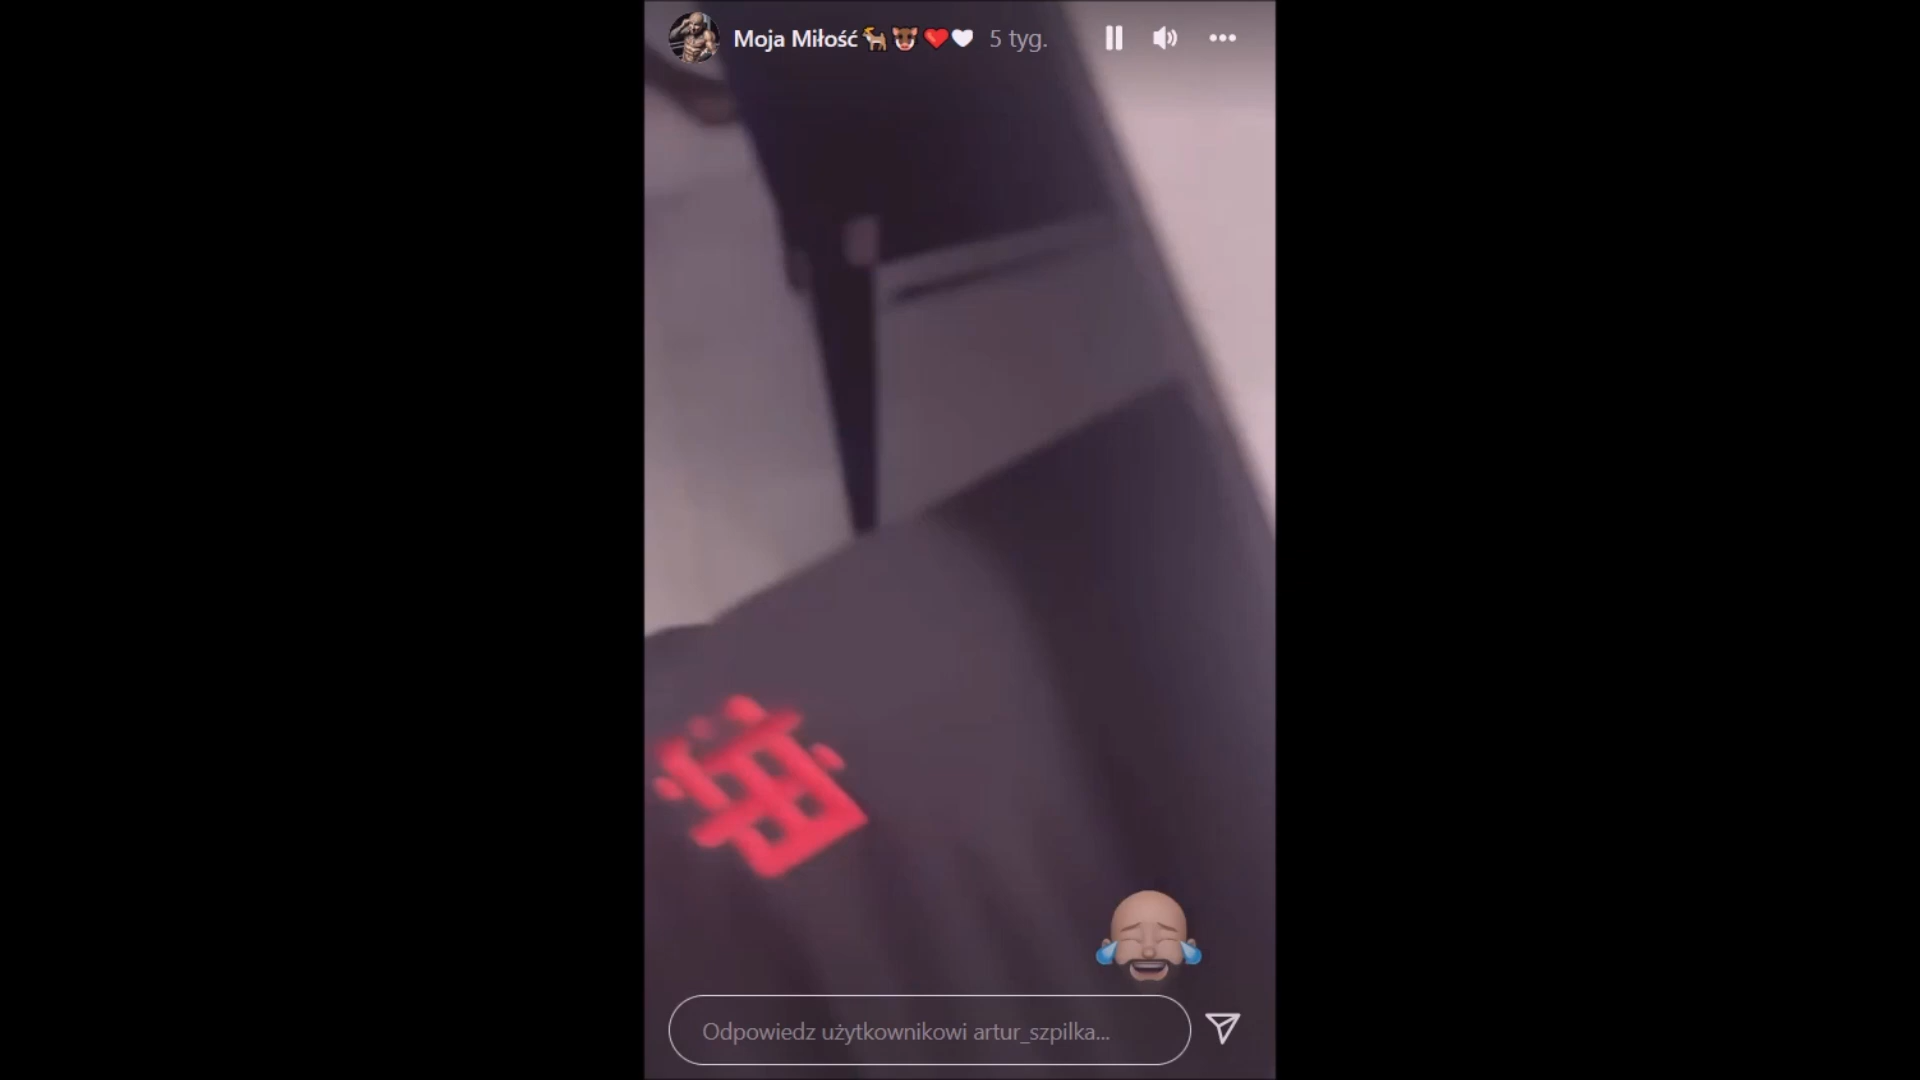 Moja Miłość 🐐🐷❤️🤍 5 tyg.
Odpowiedz użytkownikowi artur_szpilka...